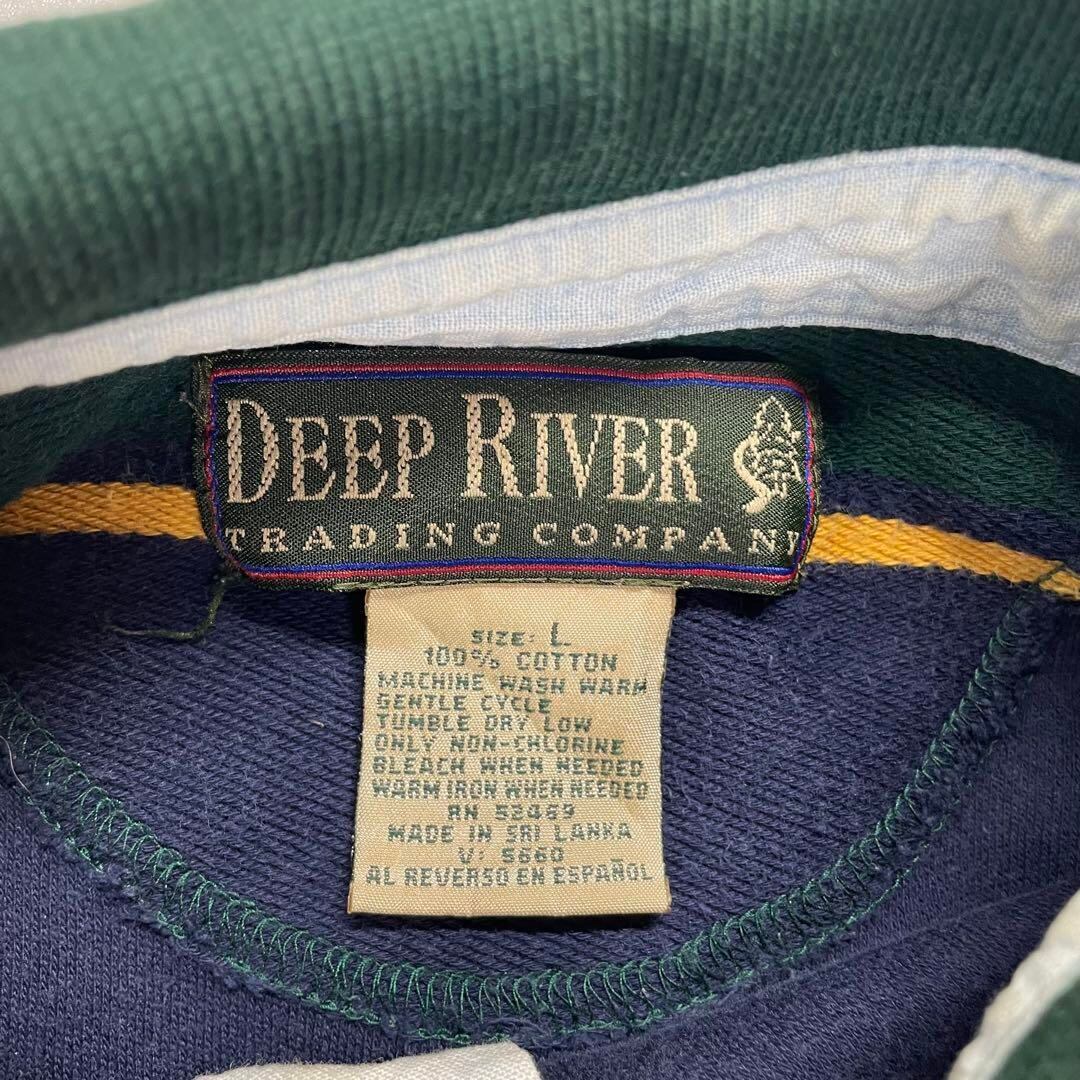 DEEP RIVER
TRADING COMPANY
SIZE: L
100% COTTON
MACHINE WASH WARM
GENTLE CYCLE
TUMBLE DRY LOW
ONLY NON-CHLORINE
BLEACH WHEN NEEDED
WARM IRON WHEN NEEDED
RN 52469
MADE IN SRI LANKA
V: 5660
AL REVERSO EN ESPAÑOL